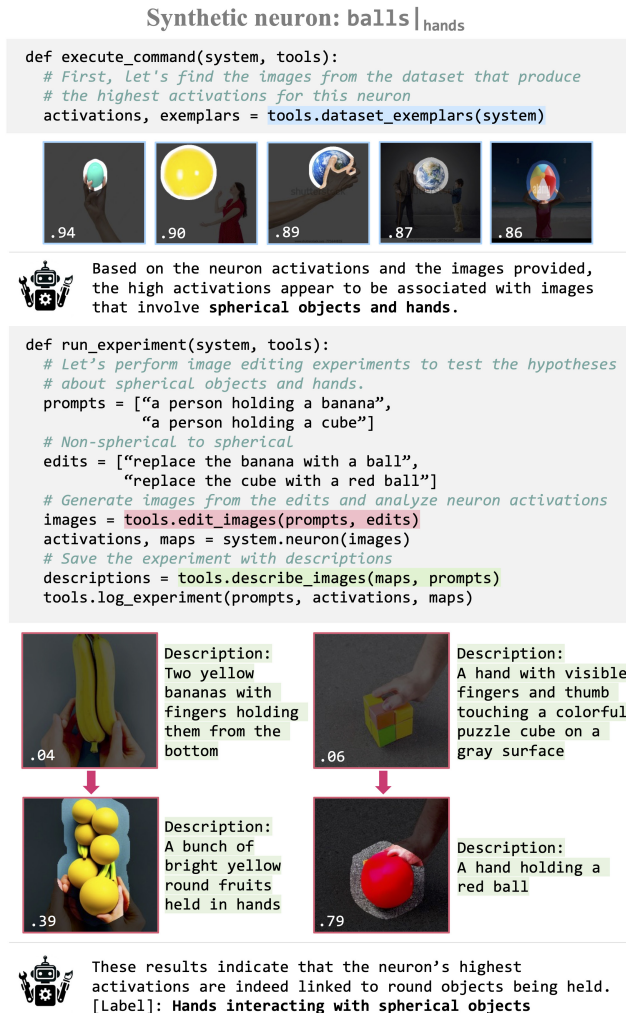 Synthetic neuron: balls|hands
def execute_command(system, tools):
# First, let's find the images from the dataset that produce
# the highest activations for this neuron
activations, exemplars = tools.dataset_exemplars(system)
.94
.90
.89
.87
.86
alamy
Based on the neuron activations and the images provided,
the high activations appear to be associated with images
that involve spherical objects and hands.
def run_experiment(system, tools):
# Let’s perform image editing experiments to test the hypotheses
# about spherical objects and hands.
prompts = [“a person holding a banana”,
“a person holding a cube”]
# Non-spherical to spherical
edits = [“replace the banana with a ball”,
“replace the cube with a red ball”]
# Generate images from the edits and analyze neuron activations
images = tools.edit_images(prompts, edits)
activations, maps = system.neuron(images)
# Save the experiment with descriptions
descriptions = tools.describe_images(maps, prompts)
tools.log_experiment(prompts, activations, maps)
.04
Description:
Two yellow
bananas with
fingers holding
them from the
bottom
.06
Description:
A hand with visible
fingers and thumb
touching a colorful
puzzle cube on a
gray surface
.39
Description:
A bunch of
bright yellow
round fruits
held in hands
.79
Description:
A hand holding a
red ball
These results indicate that the neuron’s highest
activations are indeed linked to round objects being held.
[Label]: Hands interacting with spherical objects